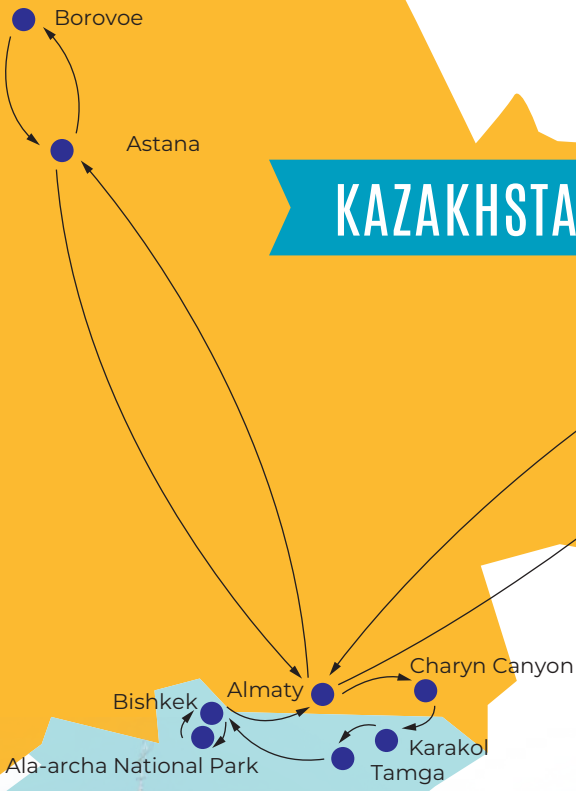 Borovoe
Astana
KAZAKHSTA
Charyn Canyon
Almaty
Bishkek
Karakol
Ala-archa National Park
Tamga